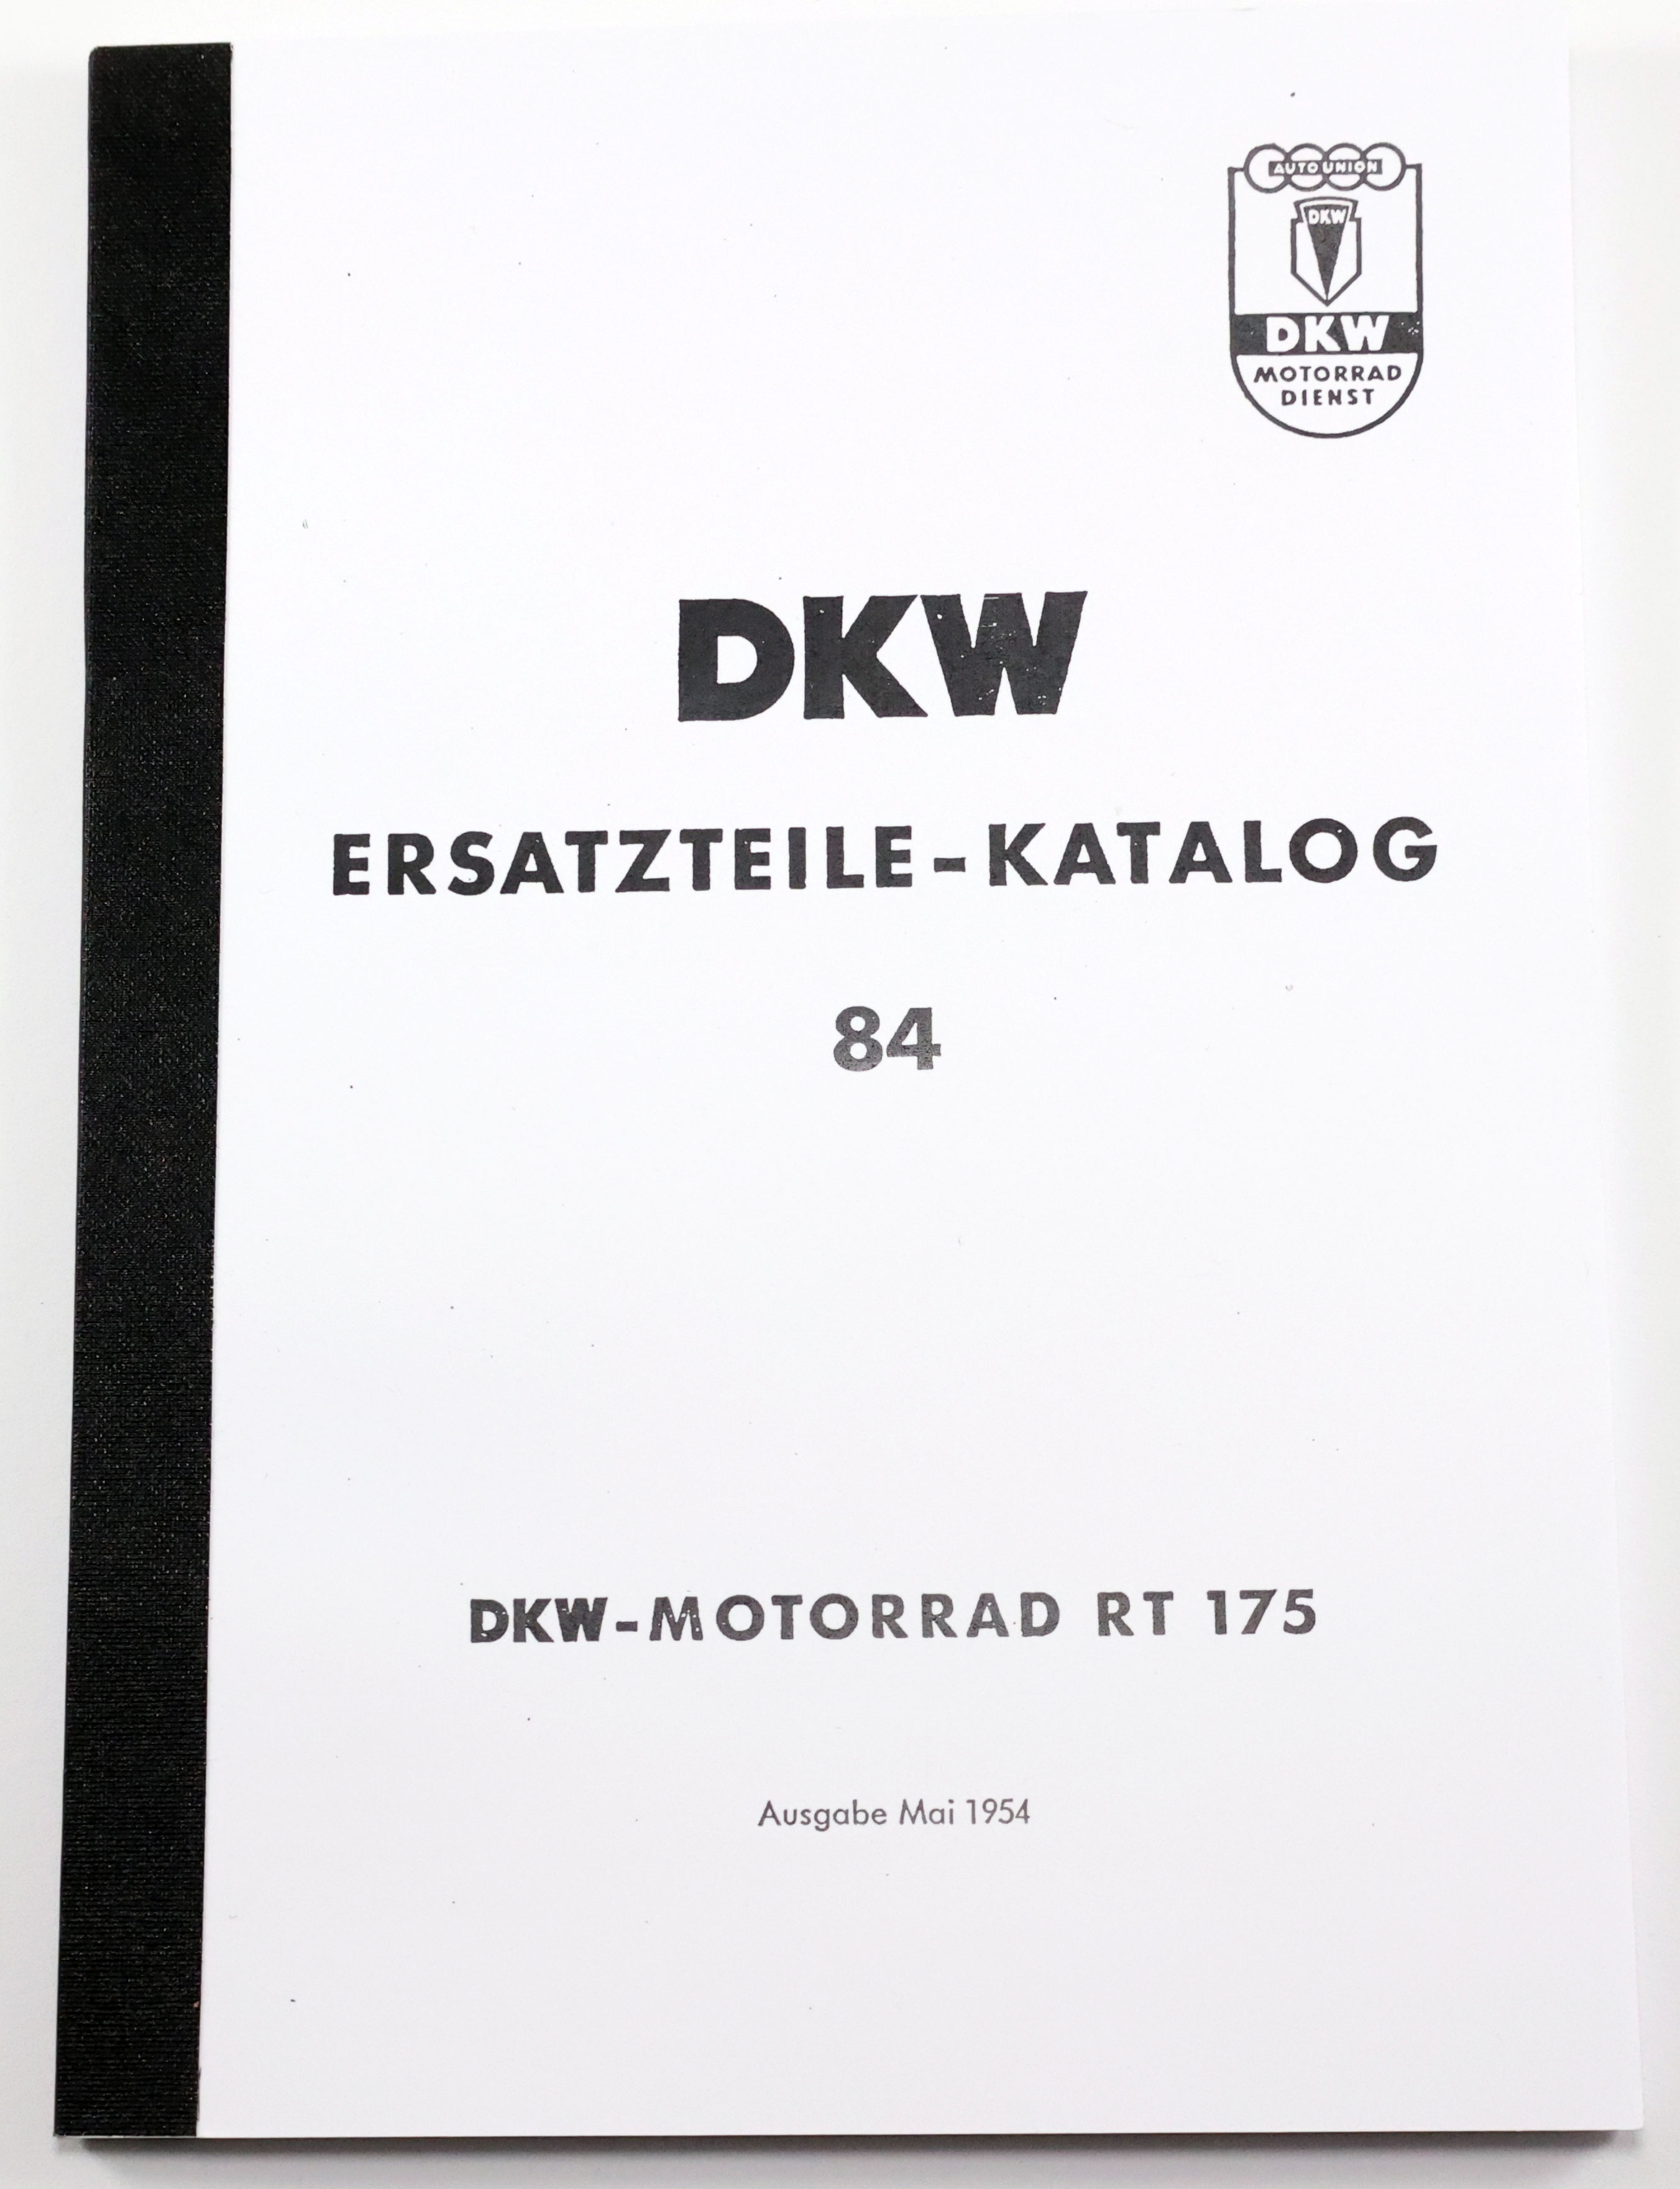 AUTO UNION
DKW
DKW
MOTORRAD
DIENST
DKW
ERSATZTEILE-KATALOG
84
DKW-MOTORRAD RT 175
Ausgabe Mai 1954